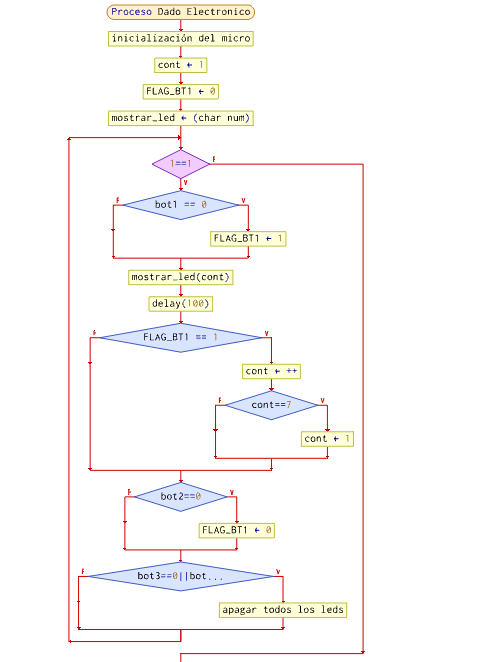 Proceso Dado Electronico
inicialización del micro
cont ← 1
FLAG_BT1 ← 0
mostrar_led ← (char num)
1==1
F
V
bot1 == 0
F
V
FLAG_BT1 ← 1
mostrar_led(cont)
delay(100)
FLAG_BT1 == 1
F
V
cont ← ++
cont==7
F
V
cont ← 1
bot2==0
F
V
FLAG_BT1 ← 0
bot3==0||bot...
F
V
apagar todos los leds